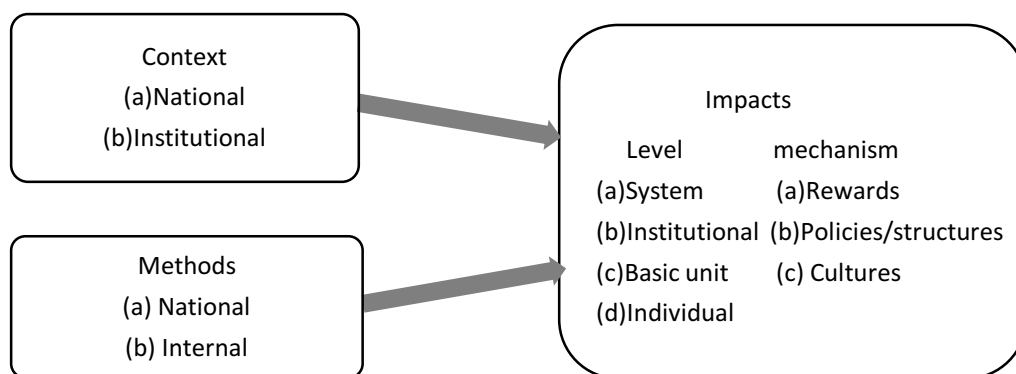 Context
(a)National
(b)Institutional
Methods
(a) National
(b) Internal
Impacts
Level mechanism
(a)System (a)Rewards
(b)Institutional (b)Policies/structures
(c)Basic unit (c) Cultures
(d)Individual